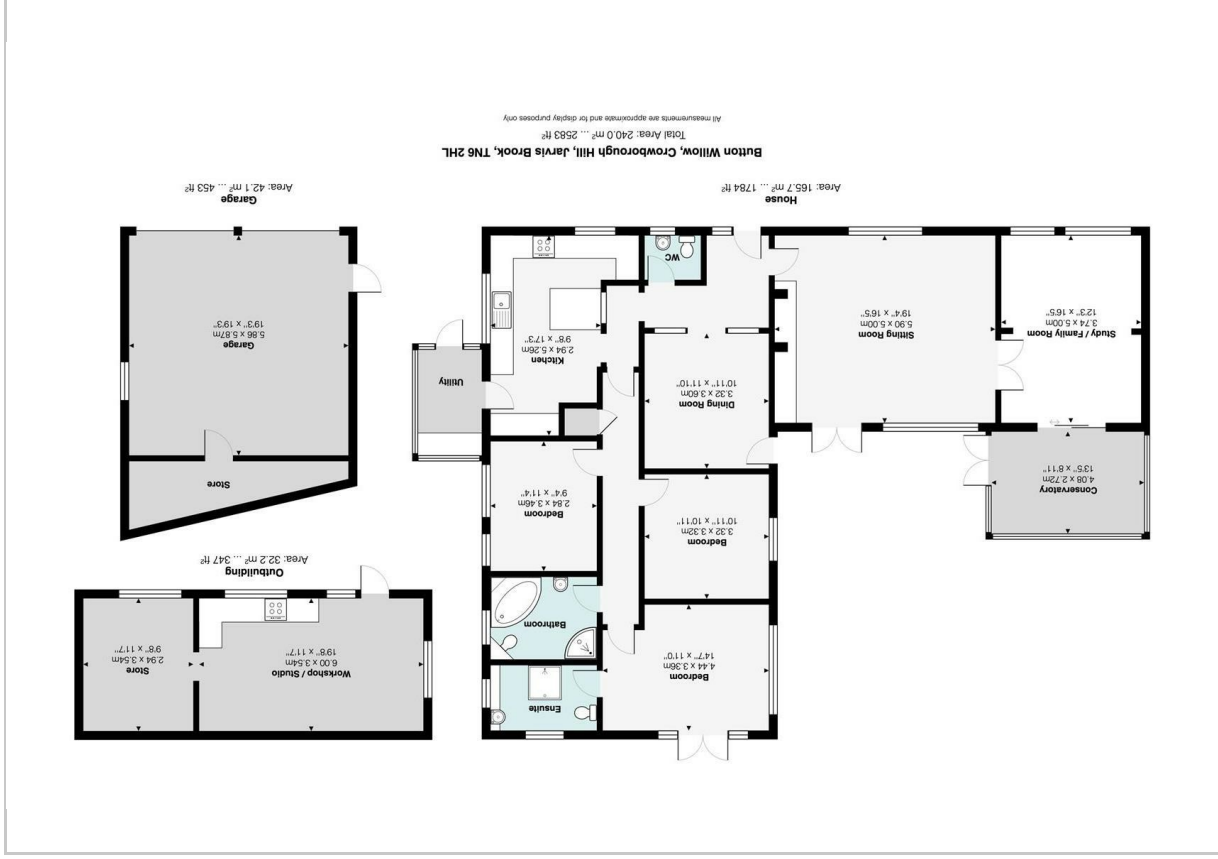 Workshop / Studio
6.00 x 3.54m
19'8" x 11'7"
Store
2.94 x 3.54m
9'8" x 11'7"
Outbuilding
Area: 32.2 m² ... 347 ft²
Store
Garage
5.86 x 5.87m
19'3" x 19'3"
Garage
Area: 42.1 m² ... 453 ft²
Bedroom
4.44 x 3.36m
14'7" x 11'0"
Ensuite
Bathroom
Bedroom
3.32 x 3.32m
10'11" x 10'11"
Bedroom
2.84 x 3.46m
9'4" x 11'4"
Conservatory
4.08 x 2.72m
13'5" x 8'11"
Study / Family Room
3.74 x 5.00m
12'3" x 16'5"
Sitting Room
5.90 x 5.00m
19'4" x 16'5"
Dining Room
3.32 x 3.60m
10'11" x 11'10"
Kitchen
2.94 x 5.26m
9'8" x 17'3"
Utility
WC
House
Area: 165.7 m² ... 1784 ft²
Button Willow, Crowborough Hill, Jarvis Brook, TN6 2HL
Total Area: 240.0 m² ... 2583 ft²
All measurements are approximate and for display purposes only